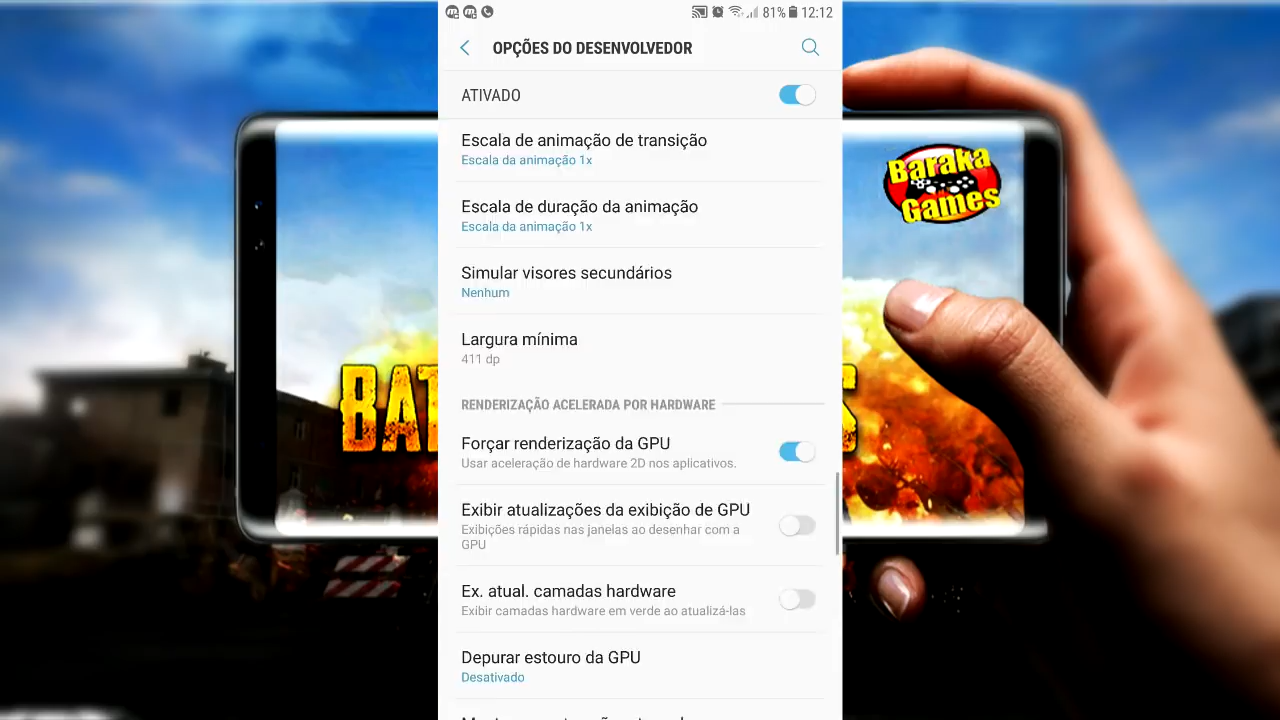 81% 12:12
OPÇÕES DO DESENVOLVEDOR
ATIVADO
Escala de animação de transição
Escala da animação 1x
Escala de duração da animação
Escala da animação 1x
Simular visores secundários
Nenhum
Largura mínima
411 dp
RENDERIZAÇÃO ACELERADA POR HARDWARE
Forçar renderização da GPU
Usar aceleração de hardware 2D nos aplicativos.
Exibir atualizações da exibição de GPU
Exibições rápidas nas janelas ao desenhar com a
GPU
Ex. atual. camadas hardware
Exibir camadas hardware em verde ao atualizá-las
Depurar estouro da GPU
Desativado
Baraka
Games
BAT